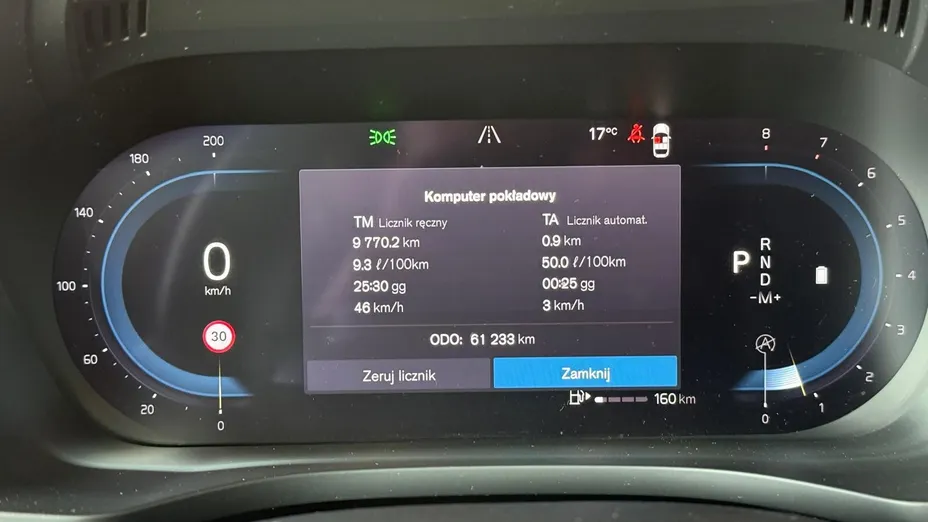 200
180
140
100
60
20
0
0
km/h
30
17°C
Komputer pokładowy
TM Licznik ręczny
9 770.2 km
9.3 ℓ/100km
25:30 gg
46 km/h
TA Licznik automat.
0.9 km
50.0 ℓ/100km
00:25 gg
3 km/h
ODO: 61 233 km
Zeruj licznik
Zamknij
160 km
P
R
N
D
-M+
A
8
7
6
5
4
3
2
1
0